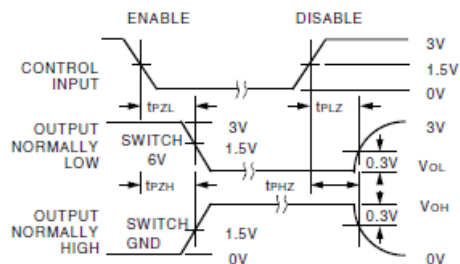 ENABLE DISABLE
3V
CONTROL INPUT 1.5V
0V
tPZL tPLZ
OUTPUT NORMALLY LOW
SWITCH 6V
3V
1.5V
3V
0.3V
VOL
tPZH tPHZ
VOH
0.3V
OUTPUT NORMALLY HIGH
SWITCH GND
1.5V
0V
0V